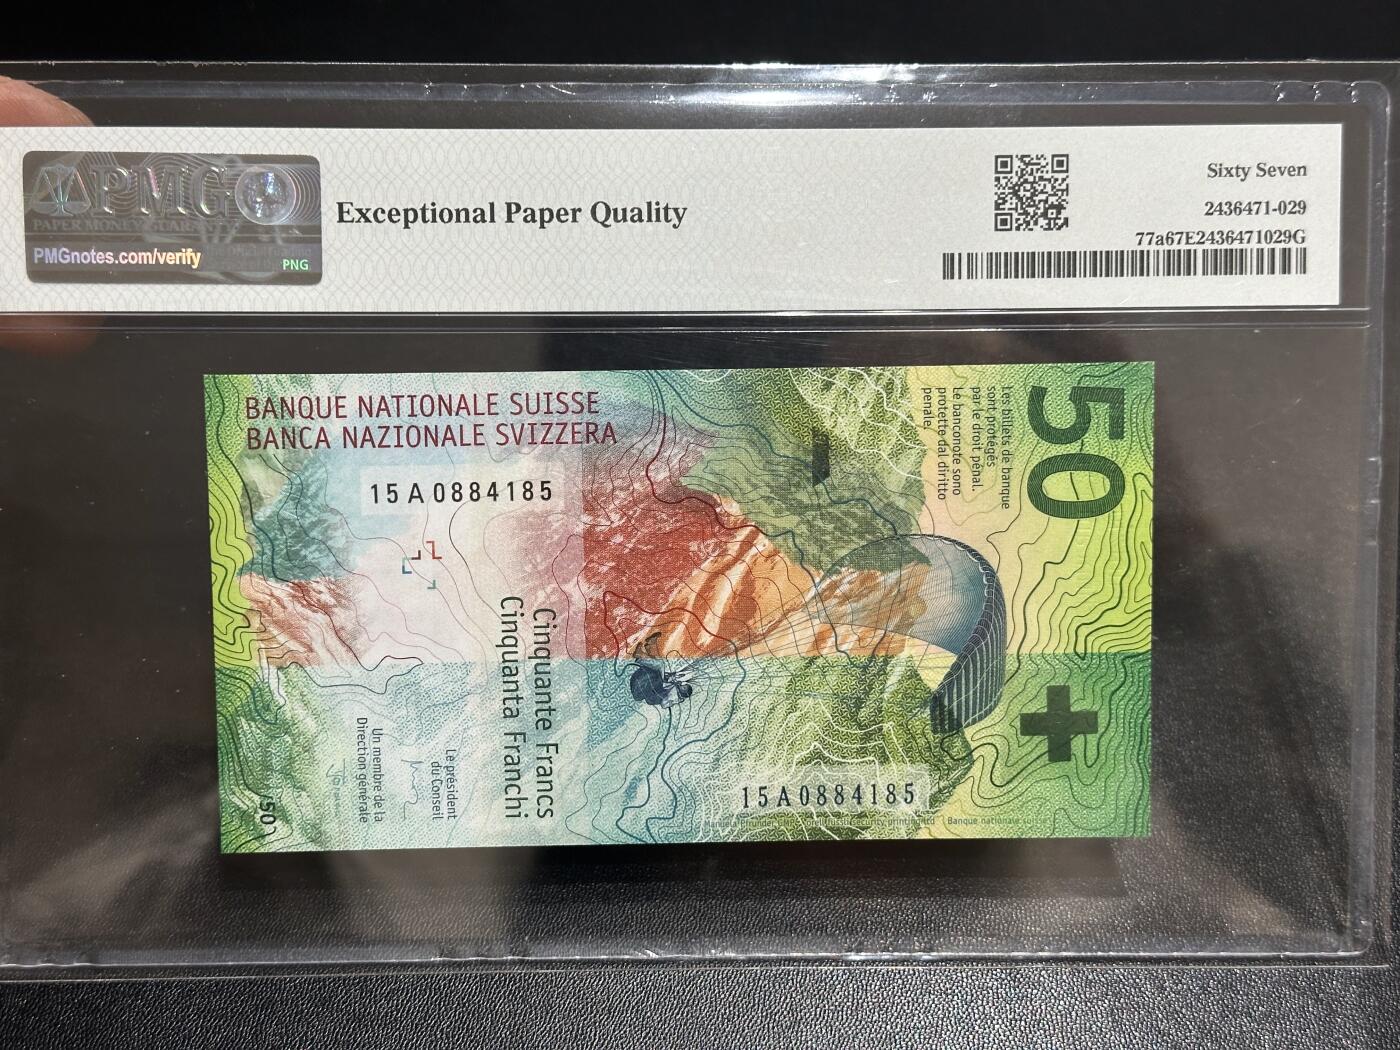 PMG
PAPER MONEY GUARANTY
PMGnotes.com/verify
PNG
Exceptional Paper Quality
Sixty Seven
2436471-029
77a67E2436471029G
BANQUE NATIONALE SUISSE
BANCA NAZIONALE SVIZZERA
15A0884185
50
Les billets de banque
sont protégés
par le droit pénal.
Le banconote sono
protette dal diritto
penale.
Cinquante Francs
Cinquanta Franchi
Le président
du Conseil
Un membre de la
Direction générale
50
15A0884185
Banque nationale suisse